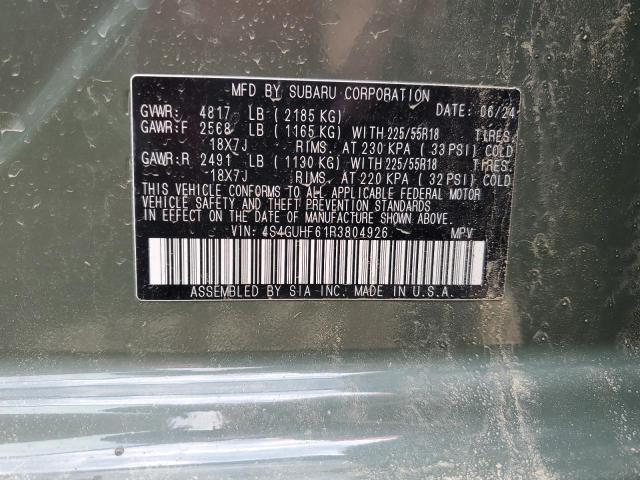 MFD BY SUBARU CORPORATION
GVWR: 4817 LB ( 2185 KG) DATE: 06/24
GAWR:F 2568 LB ( 1165 KG) WITH 225/55R18 TIRES.
18X7J RIMS. AT 230 KPA ( 33 PSI) COLD
GAWR:R 2491 LB ( 1130 KG) WITH 225/55R18 TIRES.
18X7J RIMS. AT 220 KPA ( 32 PSI) COLD
THIS VEHICLE CONFORMS TO ALL APPLICABLE FEDERAL MOTOR
VEHICLE SAFETY AND THEFT PREVENTION STANDARDS
IN EFFECT ON THE DATE OF MANUFACTURE SHOWN ABOVE.
VIN: 4S4GUHF61R3804926 MPV
ASSEMBLED BY SIA INC. MADE IN U.S.A.